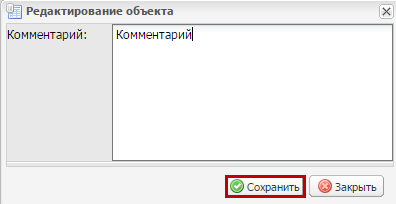 Редактирование объекта
Комментарий: Комментарий
Сохранить Закрыть